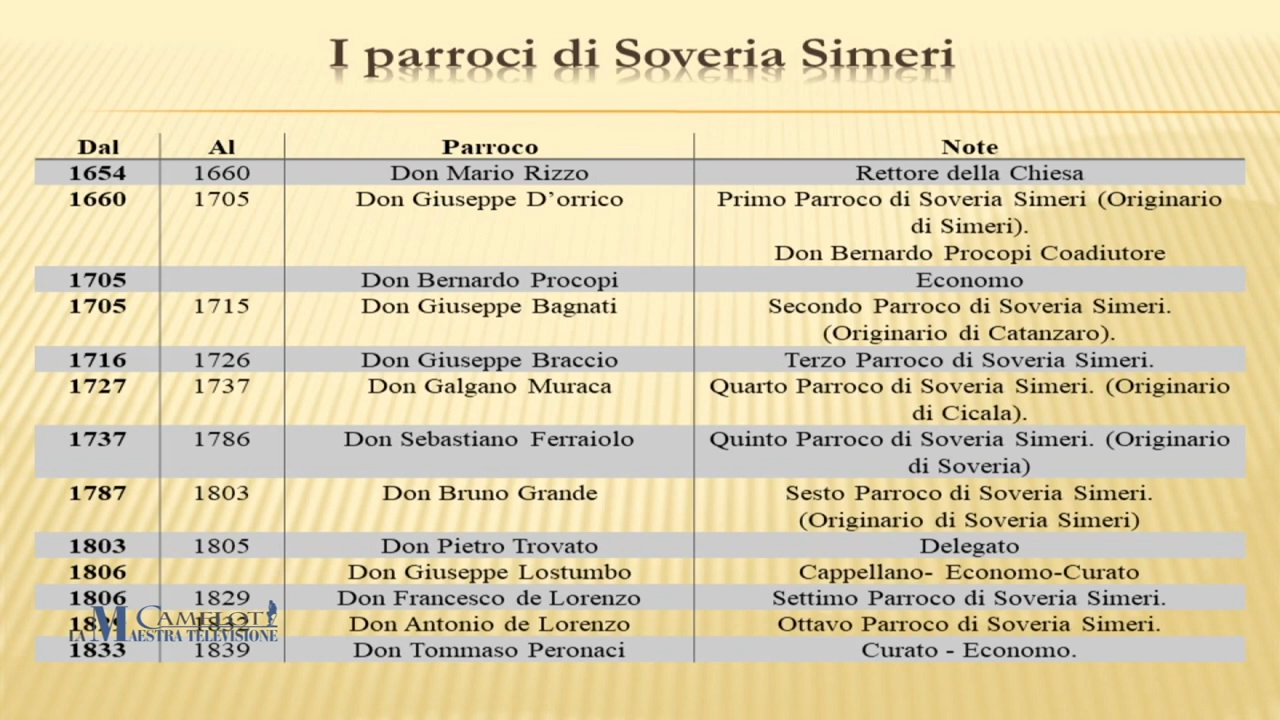 I parroci di Soveria Simeri
Dal Al Parroco Note
1654 1660 Don Mario Rizzo Rettore della Chiesa
1660 1705 Don Giuseppe D’orrico Primo Parroco di Soveria Simeri (Originario
di Simeri).
Don Bernardo Procopi Coadiutore
1705 Don Bernardo Procopi Economo
1705 1715 Don Giuseppe Bagnati Secondo Parroco di Soveria Simeri.
(Originario di Catanzaro).
1716 1726 Don Giuseppe Braccio Terzo Parroco di Soveria Simeri.
1727 1737 Don Galgano Muraca Quarto Parroco di Soveria Simeri. (Originario
di Cicala).
1737 1786 Don Sebastiano Ferraiolo Quinto Parroco di Soveria Simeri. (Originario
di Soveria)
1787 1803 Don Bruno Grande Sesto Parroco di Soveria Simeri.
(Originario di Soveria Simeri)
1803 1805 Don Pietro Trovato Delegato
1806 Don Giuseppe Lostumbo Cappellano- Economo-Curato
1806 1829 Don Francesco de Lorenzo Settimo Parroco di Soveria Simeri.
Don Antonio de Lorenzo Ottavo Parroco di Soveria Simeri.
1833 1839 Don Tommaso Peronaci Curato - Economo.
CAMELOT
LA MAESTRA TELEVISIONE